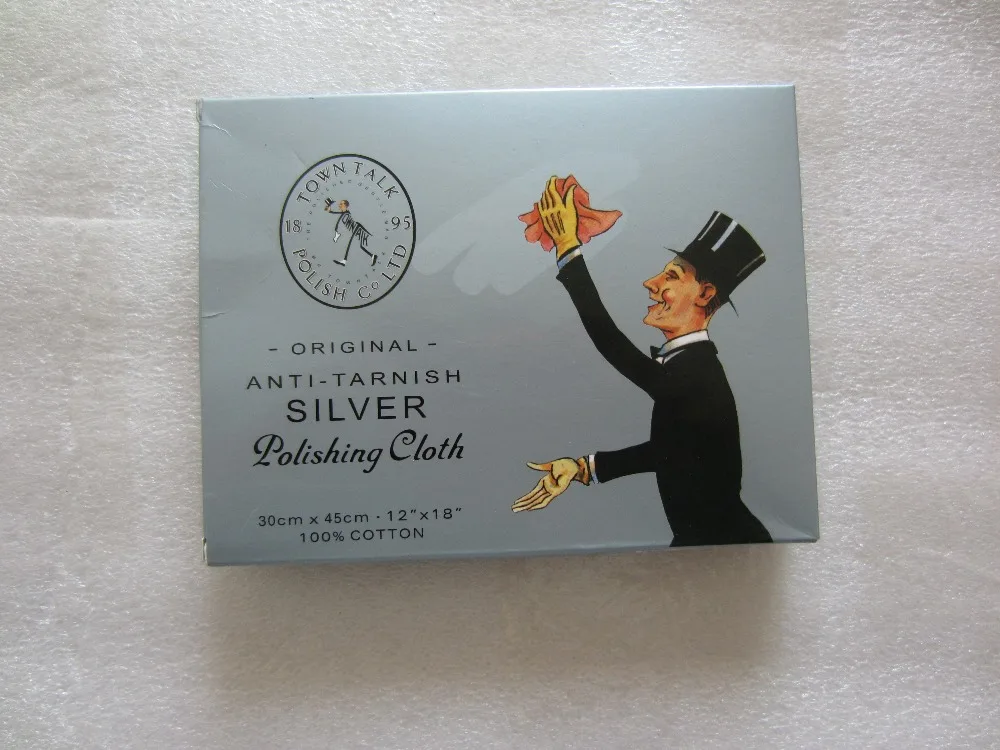 TOWN TALK
18 95
POLISH Co LTD
- ORIGINAL -
ANTI-TARNISH
SILVER
Polishing Cloth
30cm x 45cm · 12"x18"
100% COTTON